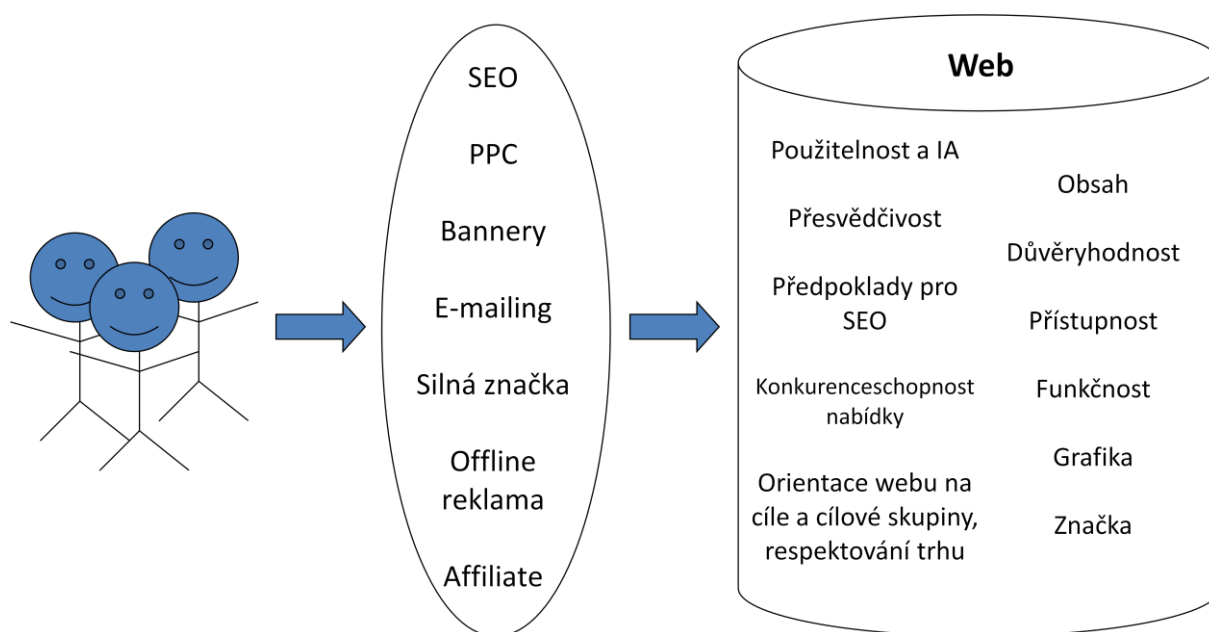 SEO
PPC
Bannery
E-mailing
Silná značka
Offline
reklama
Affiliate
Web
Použitelnost a IA
Přesvědčivost
Předpoklady pro
SEO
Konkurenceschopnost
nabídky
Orientace webu na
cíle a cílové skupiny,
respektování trhu
Obsah
Důvěryhodnost
Přístupnost
Funkčnost
Grafika
Značka